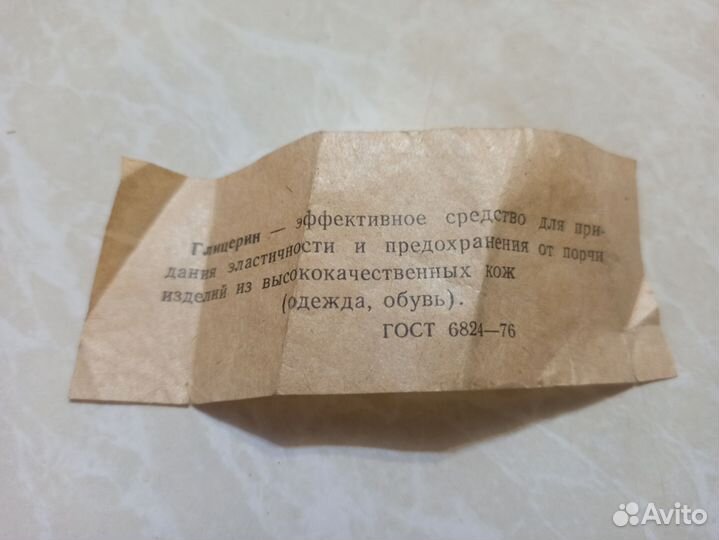 Глицерин — эффективное средство для при-
дания эластичности и предохранения от порчи
изделий из высококачественных кож
(одежда, обувь).
ГОСТ 6824—76
Avito